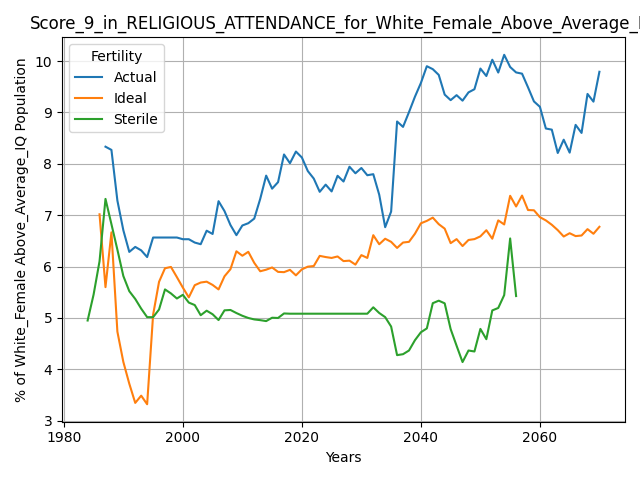 Score_9_in_RELIGIOUS_ATTENDANCE_for_White_Female_Above_Average_
Fertility
Actual
Ideal
Sterile
% of White_Female Above_Average_IQ Population
10
9
8
7
6
5
4
3
1980
2000
2020
2040
2060
Years